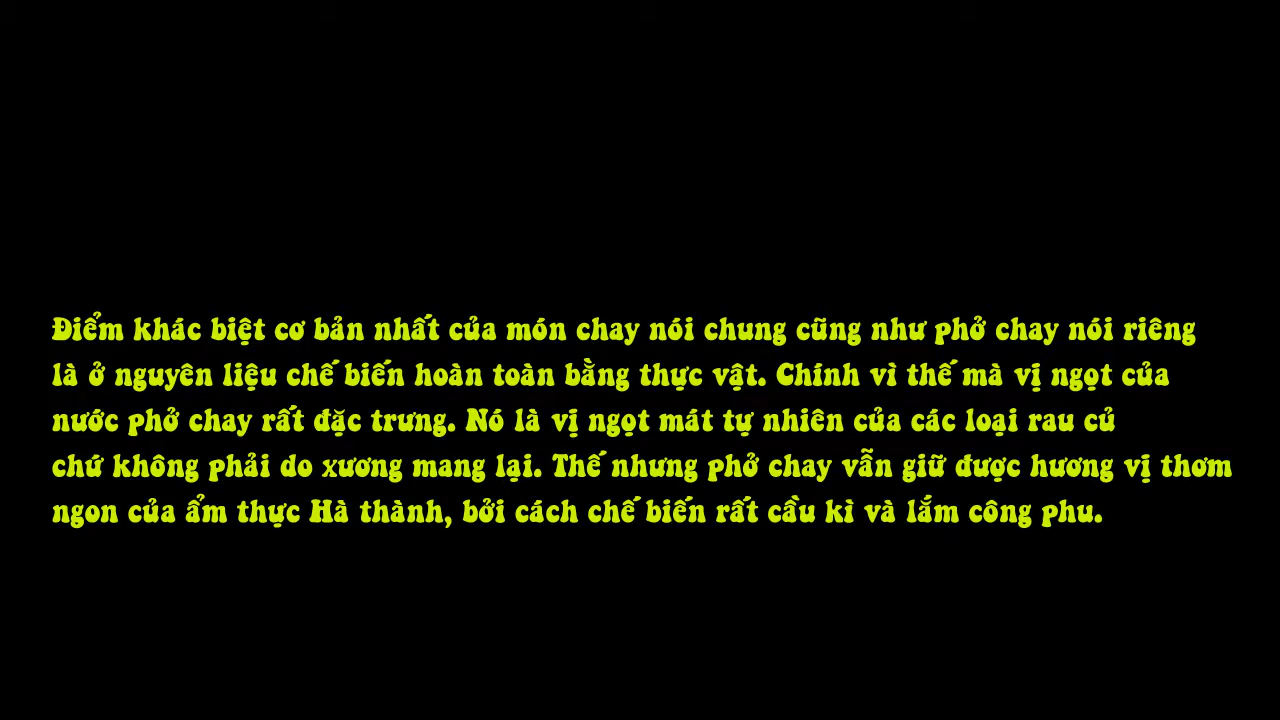 Điểm khác biệt cơ bản nhất của món chay nói chung cũng như phở chay nói riêng
là ở nguyên liệu chế biến hoàn toàn bằng thực vật. Chính vì thế mà vị ngọt của
nước phở chay rất đặc trưng. Nó là vị ngọt mát tự nhiên của các loại rau củ
chứ không phải do xương mang lại. Thế nhưng phở chay vẫn giữ được hương vị thơm
ngon của ẩm thực Hà thành, bởi cách chế biến rất cầu kì và lắm công phu.